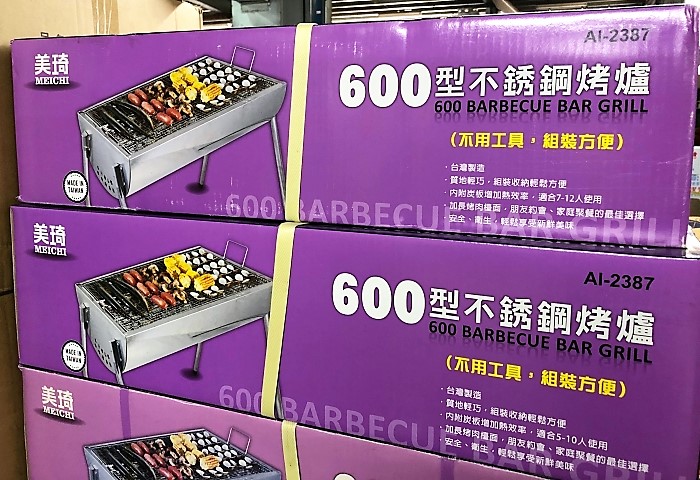 美琦
MEICHI
AI-2387
600型不銹鋼烤爐
600 BARBECUE BAR GRILL
(不用工具，組裝方便)
·台灣製造
·質地輕巧，組裝收納輕鬆方便
·內附炭板增加熱效率，適合7-12人使用
·加長烤肉檯面，朋友約會、家庭聚餐的最佳選擇
·安全、衛生，輕鬆享受新鮮美味
MADE IN
TAIWAN
600 BARBECUE BAR GRILL
美琦
MEICHI
AI-2387
600型不銹鋼烤爐
600 BARBECUE BAR GRILL
(不用工具，組裝方便)
·台灣製造
·質地輕巧，組裝收納輕鬆方便
·內附炭板增加熱效率，適合5-10人使用
·加長烤肉檯面，朋友約會、家庭聚餐的最佳選擇
·安全、衛生，輕鬆享受新鮮美味
MADE IN
TAIWAN
600 BARBECUE BAR GRILL
美琦
MEICHI